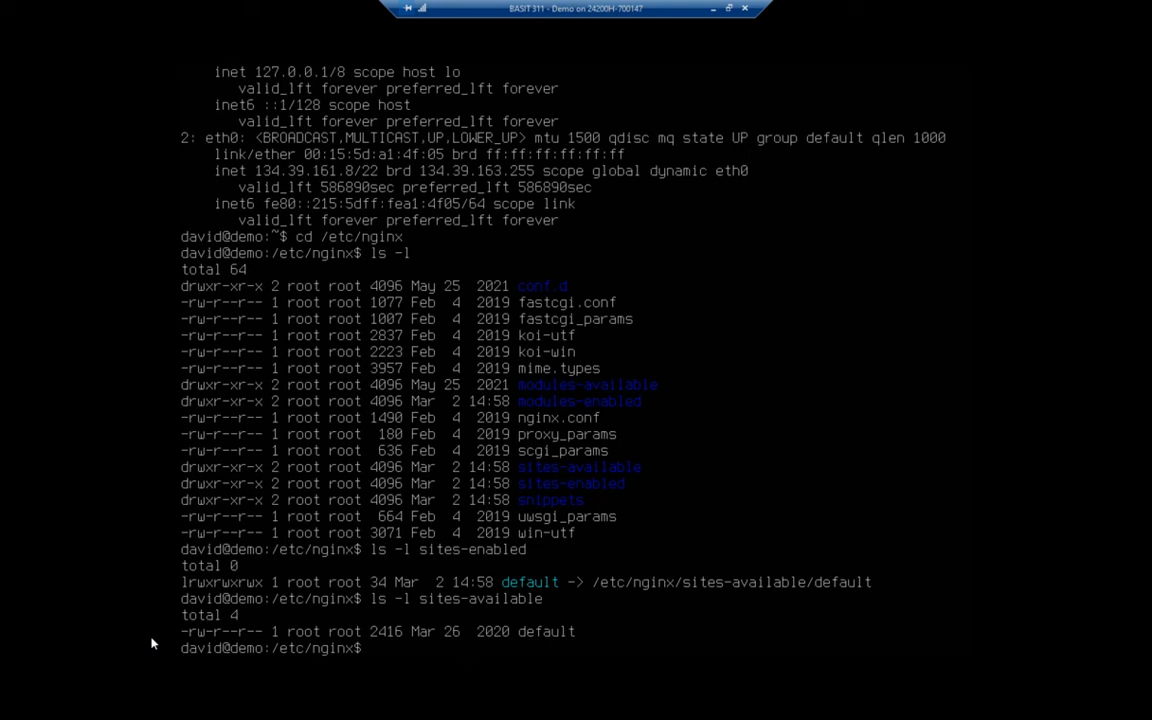 BASIT 311 - Demo on 24200H-700147
inet 127.0.0.1/8 scope host lo
valid_lft forever preferred_lft forever
inet6 ::1/128 scope host
valid_lft forever preferred_lft forever
2: eth0: <BROADCAST,MULTICAST,UP,LOWER_UP> mtu 1500 qdisc mq state UP group default qlen 1000
link/ether 00:15:5d:a1:4f:05 brd ff:ff:ff:ff:ff:ff
inet 134.39.161.8/22 brd 134.39.163.255 scope global dynamic eth0
valid_lft 586890sec preferred_lft 586890sec
inet6 fe80::215:5dff:fea1:4f05/64 scope link
valid_lft forever preferred_lft forever
david@demo:~$ cd /etc/nginx
david@demo:/etc/nginx$ ls -l
total 64
drwxr-xr-x 2 root root 4096 May 25  2021 conf.d
-rw-r--r-- 1 root root 1077 Feb  4  2019 fastcgi.conf
-rw-r--r-- 1 root root 1007 Feb  4  2019 fastcgi_params
-rw-r--r-- 1 root root 2837 Feb  4  2019 koi-utf
-rw-r--r-- 1 root root 2223 Feb  4  2019 koi-win
-rw-r--r-- 1 root root 3957 Feb  4  2019 mime.types
drwxr-xr-x 2 root root 4096 May 25  2021 modules-available
drwxr-xr-x 2 root root 4096 Mar  2 14:58 modules-enabled
-rw-r--r-- 1 root root 1490 Feb  4  2019 nginx.conf
-rw-r--r-- 1 root root  180 Feb  4  2019 proxy_params
-rw-r--r-- 1 root root  636 Feb  4  2019 scgi_params
drwxr-xr-x 2 root root 4096 Mar  2 14:58 sites-available
drwxr-xr-x 2 root root 4096 Mar  2 14:58 sites-enabled
drwxr-xr-x 2 root root 4096 Mar  2 14:58 snippets
-rw-r--r-- 1 root root  664 Feb  4  2019 uwsgi_params
-rw-r--r-- 1 root root 3071 Feb  4  2019 win-utf
david@demo:/etc/nginx$ ls -l sites-enabled
total 0
lrwxrwxrwx 1 root root 34 Mar  2 14:58 default -> /etc/nginx/sites-available/default
david@demo:/etc/nginx$ ls -l sites-available
total 4
-rw-r--r-- 1 root root 2416 Mar 26  2020 default
david@demo:/etc/nginx$